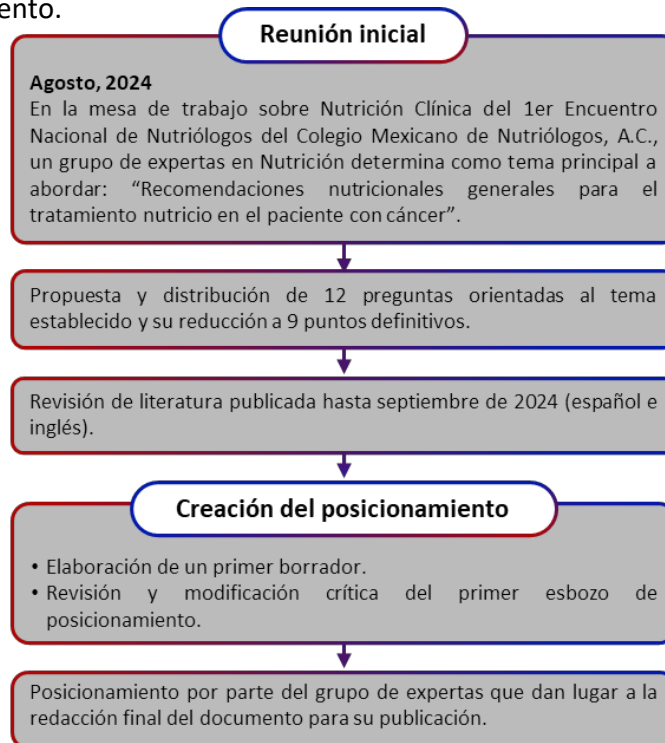 ento.
Reunión inicial
Agosto, 2024
En la mesa de trabajo sobre Nutrición Clínica del 1er Encuentro
Nacional de Nutriólogos del Colegio Mexicano de Nutriólogos, A.C.,
un grupo de expertas en Nutrición determina como tema principal a
abordar: “Recomendaciones nutricionales generales para el
tratamiento nutricio en el paciente con cáncer”.
Propuesta y distribución de 12 preguntas orientadas al tema
establecido y su reducción a 9 puntos definitivos.
Revisión de literatura publicada hasta septiembre de 2024 (español e
inglés).
Creación del posicionamiento
• Elaboración de un primer borrador.
• Revisión y modificación crítica del primer esbozo de
posicionamiento.
Posicionamiento por parte del grupo de expertas que dan lugar a la
redacción final del documento para su publicación.